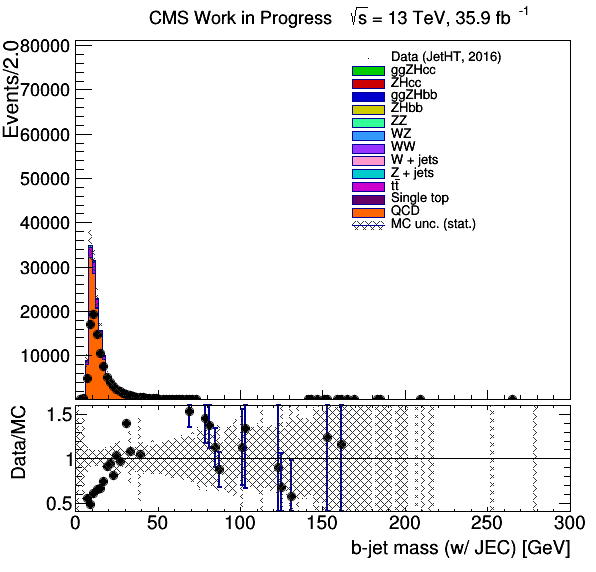 CMS Work in Progress √s = 13 TeV, 35.9 fb⁻¹
Events/2.0
80000
70000
60000
50000
40000
30000
20000
10000
Data (JetHT, 2016)
ggZHcc
ZHcc
ggZHbb
ZHbb
ZZ
WZ
WW
W + jets
Z + jets
tt̄
Single top
QCD
MC unc. (stat.)
Data/MC
1.5
1
0.5
0 50 100 150 200 250 300
b-jet mass (w/ JEC) [GeV]